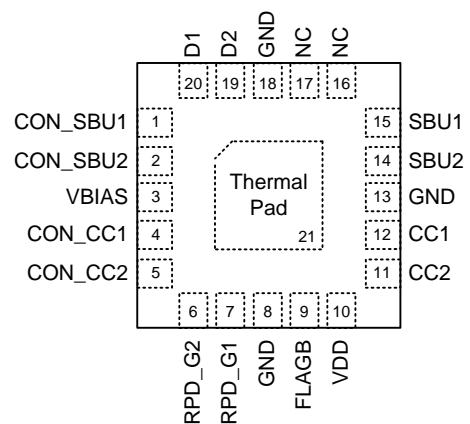 D1 D2 GND NC NC
20 19 18 17 16
CON_SBU1 1 15 SBU1
CON_SBU2 2 14 SBU2
VBIAS 3 13 GND
CON_CC1 4 12 CC1
CON_CC2 5 11 CC2
Thermal
Pad
21
6 7 8 9 10
RPD_G2 RPD_G1 GND FLAGB VDD